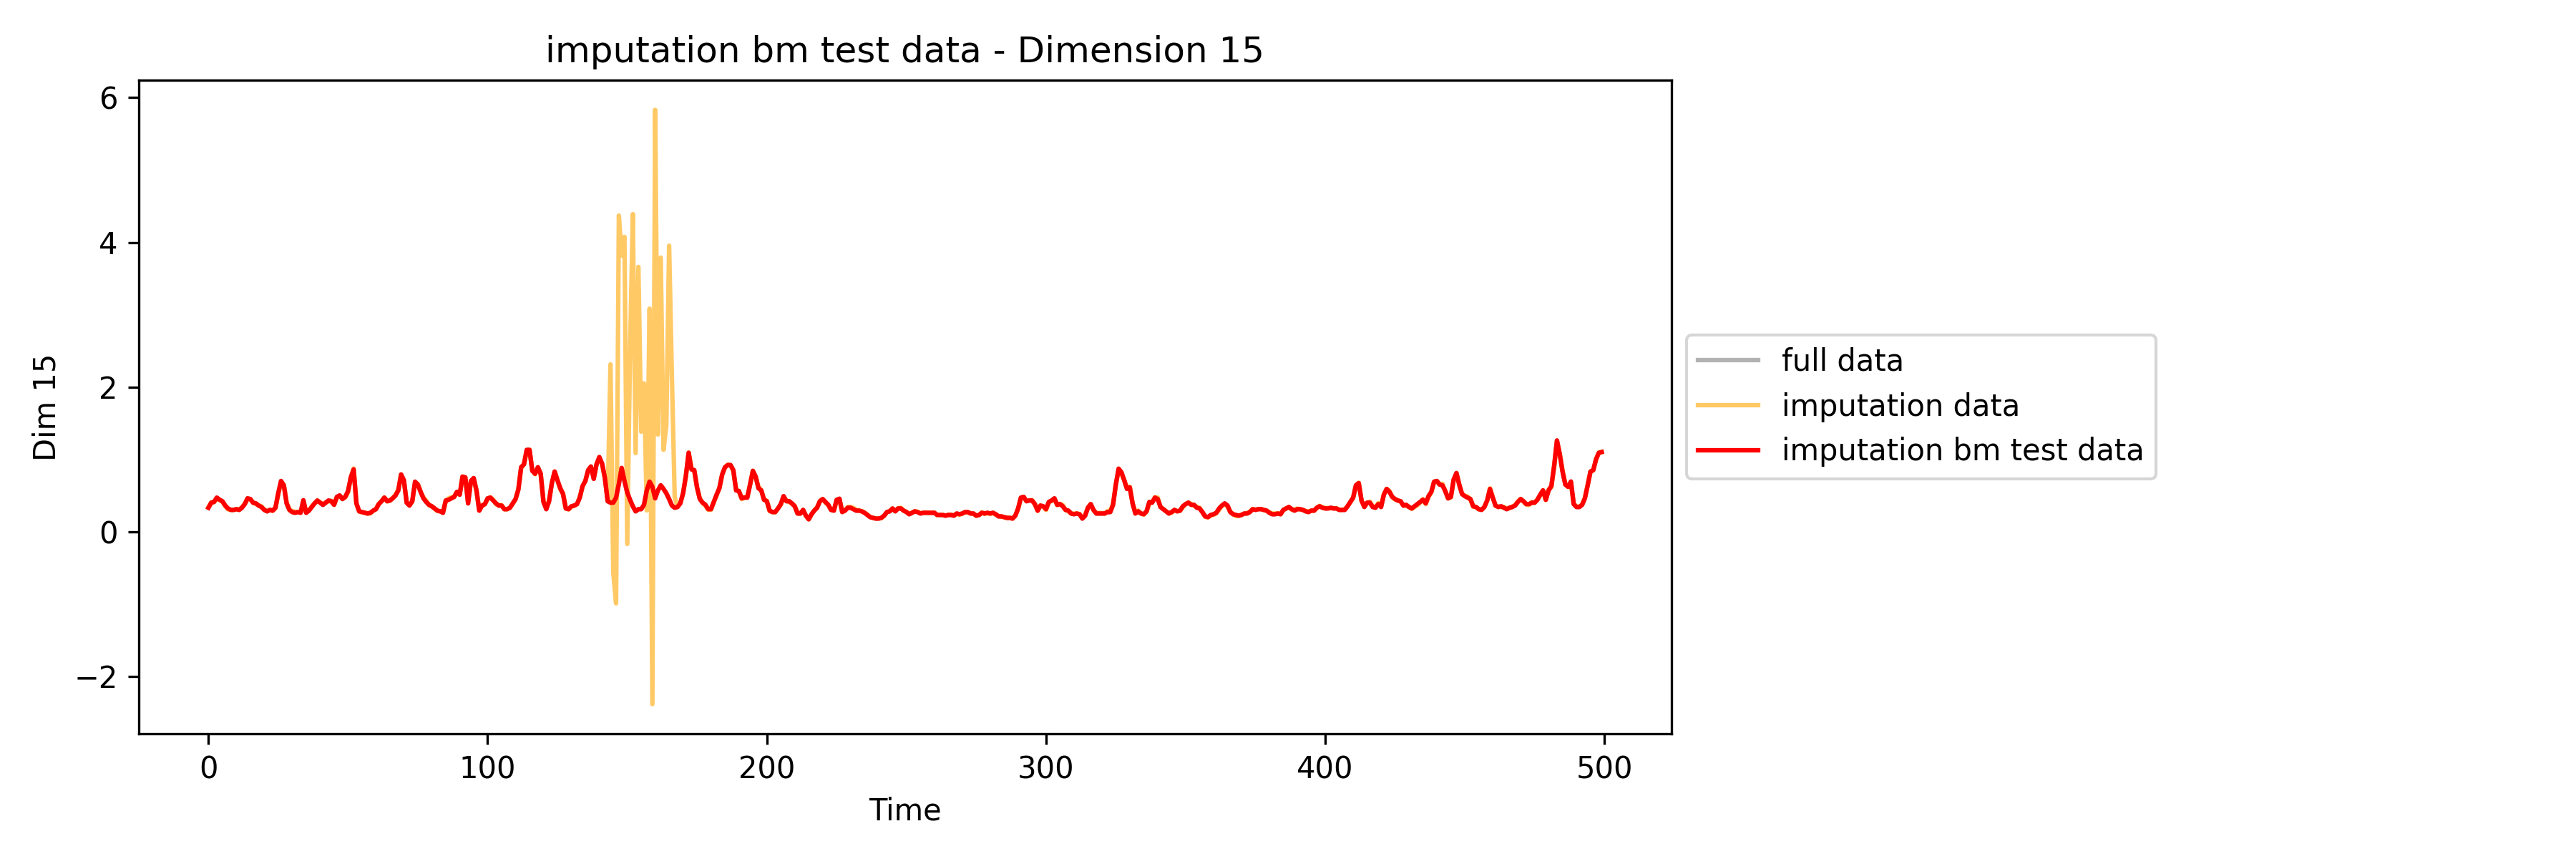 imputation bm test data - Dimension 15
6
4
2
0
−2
Dim 15
0 100 200 300 400 500
Time
full data
imputation data
imputation bm test data